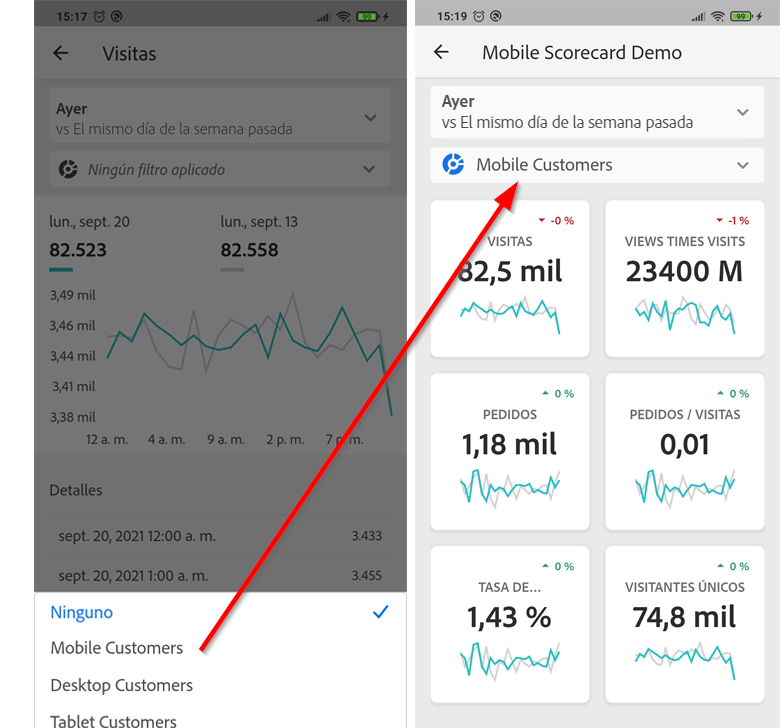 15:17
99
Visitas
Ayer
vs El mismo día de la semana pasada
Ningún filtro aplicado
lun., sept. 20
lun., sept. 13
82.523
82.558
3,49 mil
3,46 mil
3,44 mil
3,41 mil
3,38 mil
12 a. m.
4 a. m.
9 a. m.
2 p. m.
7 p. m.
Detalles
sept. 20, 2021 12:00 a. m.
3.433
sept. 20, 2021 1:00 a. m.
3.455
Ninguno
Mobile Customers
Desktop Customers
Tablet Customers
15:19
99
Mobile Scorecard Demo
Ayer
vs El mismo día de la semana pasada
Mobile Customers
-0 %
VISITAS
82,5 mil
-1 %
VIEWS TIMES VISITS
23400 M
0 %
PEDIDOS
1,18 mil
0 %
PEDIDOS / VISITAS
0,01
0 %
TASA DE...
1,43 %
0 %
VISITANTES ÚNICOS
74,8 mil